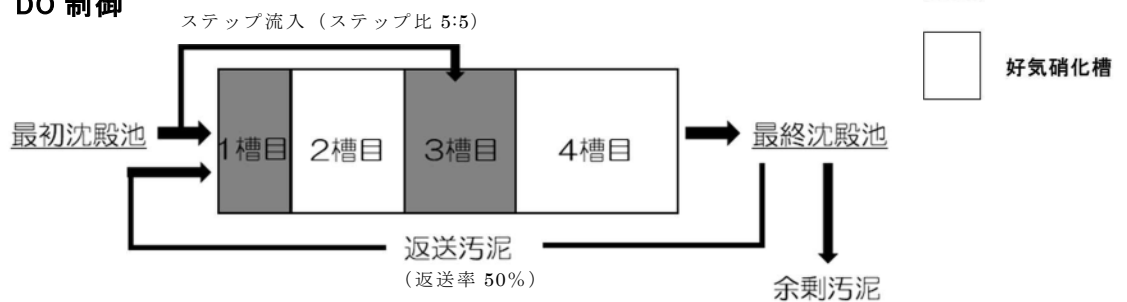 DO 制御
ステップ流入（ステップ比 5:5）
好気硝化槽
最初沈殿池
1槽目
2槽目
3槽目
4槽目
最終沈殿池
返送汚泥
（返送率 50%）
余剰汚泥